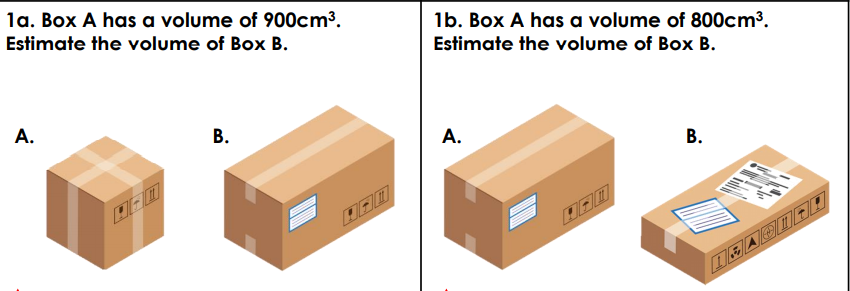 1a. Box A has a volume of 900cm³.
Estimate the volume of Box B.
A.
B.
1b. Box A has a volume of 800cm³.
Estimate the volume of Box B.
A.
B.